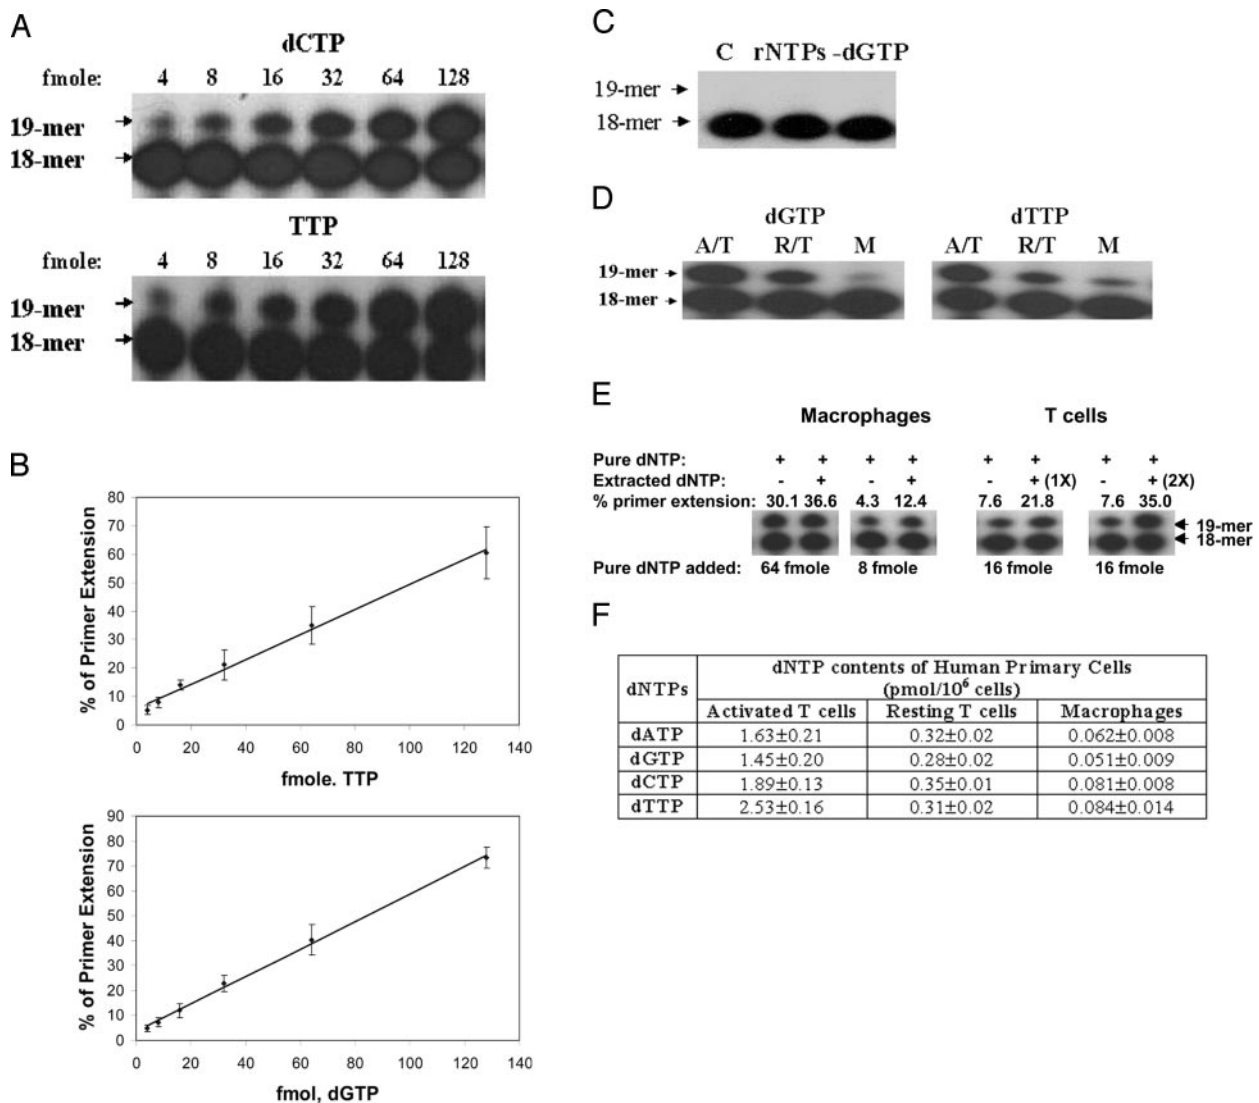 A
dCTP
fmole: 4 8 16 32 64 128
19-mer
18-mer
TTP
fmole: 4 8 16 32 64 128
19-mer
18-mer
B
% of Primer Extension
80
70
60
50
40
30
20
10
0
0 20 40 60 80 100 120 140
fmole. TTP
% of Primer Extension
90
80
70
60
50
40
30
20
10
0
0 20 40 60 80 100 120 140
fmol, dGTP
C
C rNTPs -dGTP
19-mer
18-mer
D
dGTP dTTP
A/T R/T M A/T R/T M
19-mer
18-mer
E
Macrophages T cells
Pure dNTP: + + + + + + + +
Extracted dNTP: - + - + - + (1X) - + (2X)
% primer extension: 30.1 36.6 4.3 12.4 7.6 21.8 7.6 35.0
19-mer
18-mer
Pure dNTP added: 64 fmole 8 fmole 16 fmole 16 fmole
F
dNTPs
dNTP contents of Human Primary Cells
(pmol/10⁶ cells)
Activated T cells Resting T cells Macrophages
dATP 1.63±0.21 0.32±0.02 0.062±0.008
dGTP 1.45±0.20 0.28±0.02 0.051±0.009
dCTP 1.89±0.13 0.35±0.01 0.081±0.008
dTTP 2.53±0.16 0.31±0.02 0.084±0.014